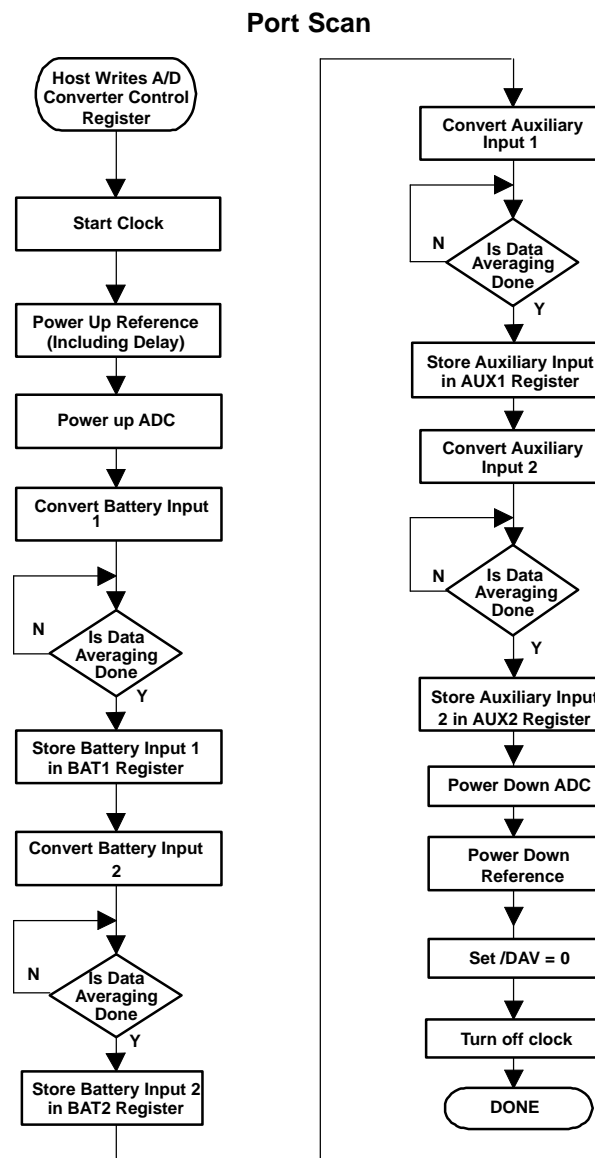 Port Scan
Host Writes A/D
Converter Control
Register
Start Clock
Power Up Reference
(Including Delay)
Power up ADC
Convert Battery Input
1
N
Is Data
Averaging
Done
Y
Store Battery Input 1
in BAT1 Register
Convert Battery Input
2
N
Is Data
Averaging
Done
Y
Store Battery Input 2
in BAT2 Register
Convert Auxiliary
Input 1
N
Is Data
Averaging
Done
Y
Store Auxiliary Input
in AUX1 Register
Convert Auxiliary
Input 2
N
Is Data
Averaging
Done
Y
Store Auxiliary Input
2 in AUX2 Register
Power Down ADC
Power Down
Reference
Set /DAV = 0
Turn off clock
DONE